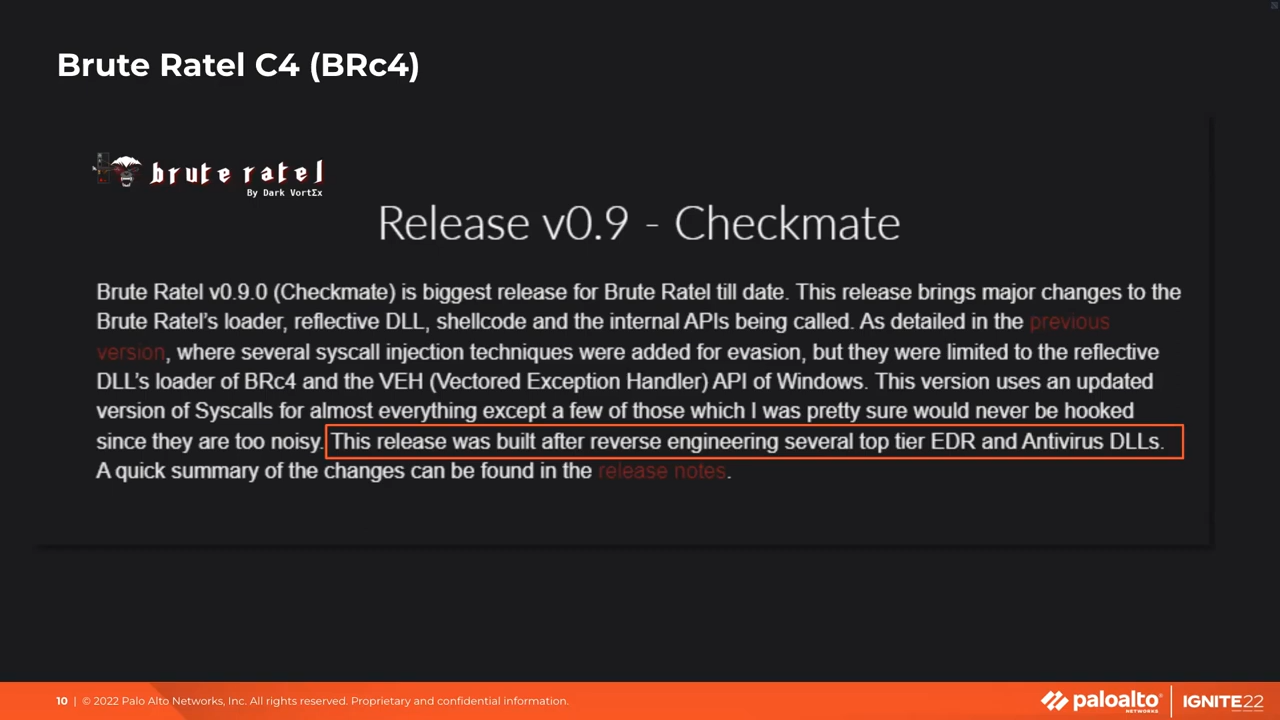 Brute Ratel C4 (BRc4)
brute ratel
By Dark VortΣx
Release v0.9 - Checkmate
Brute Ratel v0.9.0 (Checkmate) is biggest release for Brute Ratel till date. This release brings major changes to the
Brute Ratel's loader, reflective DLL, shellcode and the internal APIs being called. As detailed in the previous
version, where several syscall injection techniques were added for evasion, but they were limited to the reflective
DLL's loader of BRc4 and the VEH (Vectored Exception Handler) API of Windows. This version uses an updated
version of Syscalls for almost everything except a few of those which I was pretty sure would never be hooked
since they are too noisy. This release was built after reverse engineering several top tier EDR and Antivirus DLLs.
A quick summary of the changes can be found in the release notes.
10 | © 2022 Palo Alto Networks, Inc. All rights reserved. Proprietary and confidential information.
paloalto NETWORKS | IGNITE22